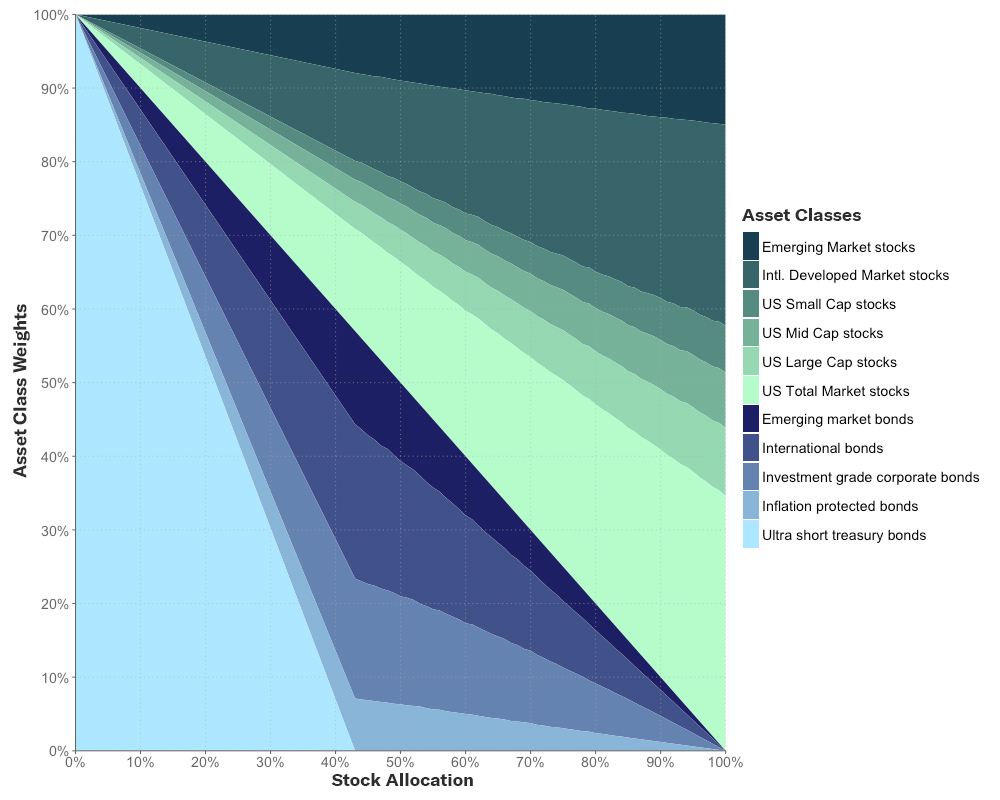 100%
90%
80%
70%
60%
50%
40%
30%
20%
10%
0%
Asset Class Weights
0% 10% 20% 30% 40% 50% 60% 70% 80% 90% 100%
Stock Allocation
Asset Classes
Emerging Market stocks
Intl. Developed Market stocks
US Small Cap stocks
US Mid Cap stocks
US Large Cap stocks
US Total Market stocks
Emerging market bonds
International bonds
Investment grade corporate bonds
Inflation protected bonds
Ultra short treasury bonds